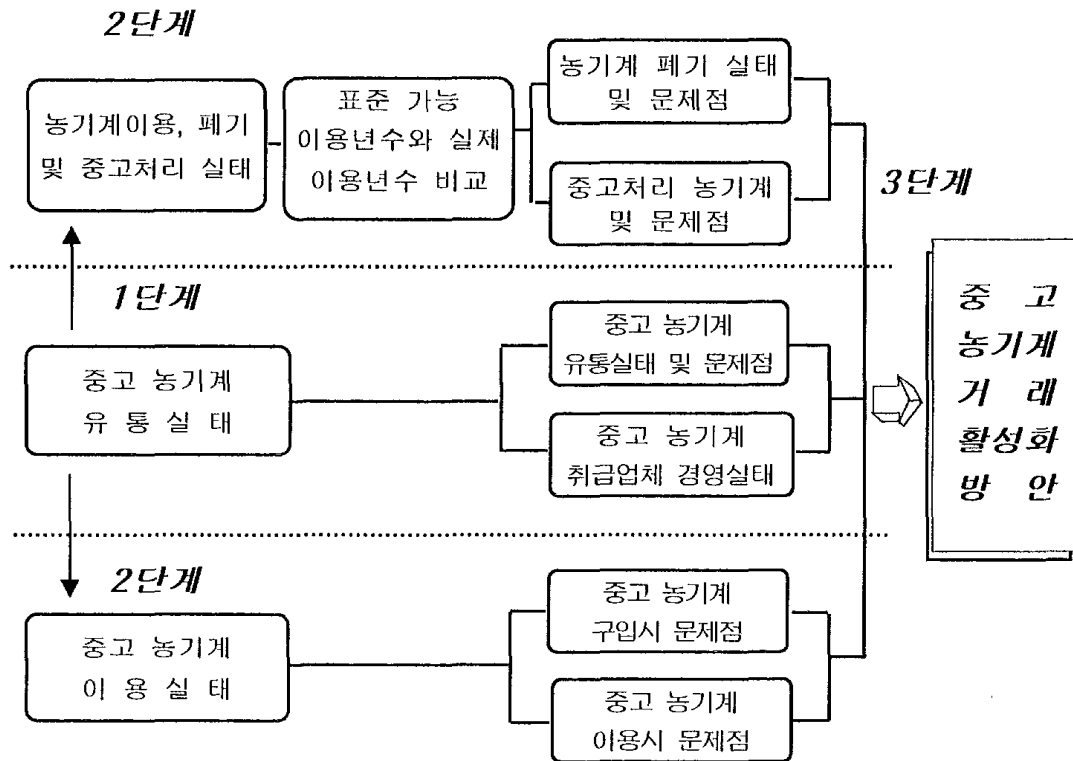 2단계
농기계이용, 폐기
및 중고처리 실태
표준 가능
이용년수와 실제
이용년수 비교
농기계 폐기 실태
및 문제점
중고처리 농기계
및 문제점
1단계
중고 농기계
유 통 실 태
중고 농기계
유통실태 및 문제점
중고 농기계
취급업체 경영실태
2단계
중고 농기계
이 용 실 태
중고 농기계
구입시 문제점
중고 농기계
이용시 문제점
3단계
중 고
농기계
거 래
활성화
방 안